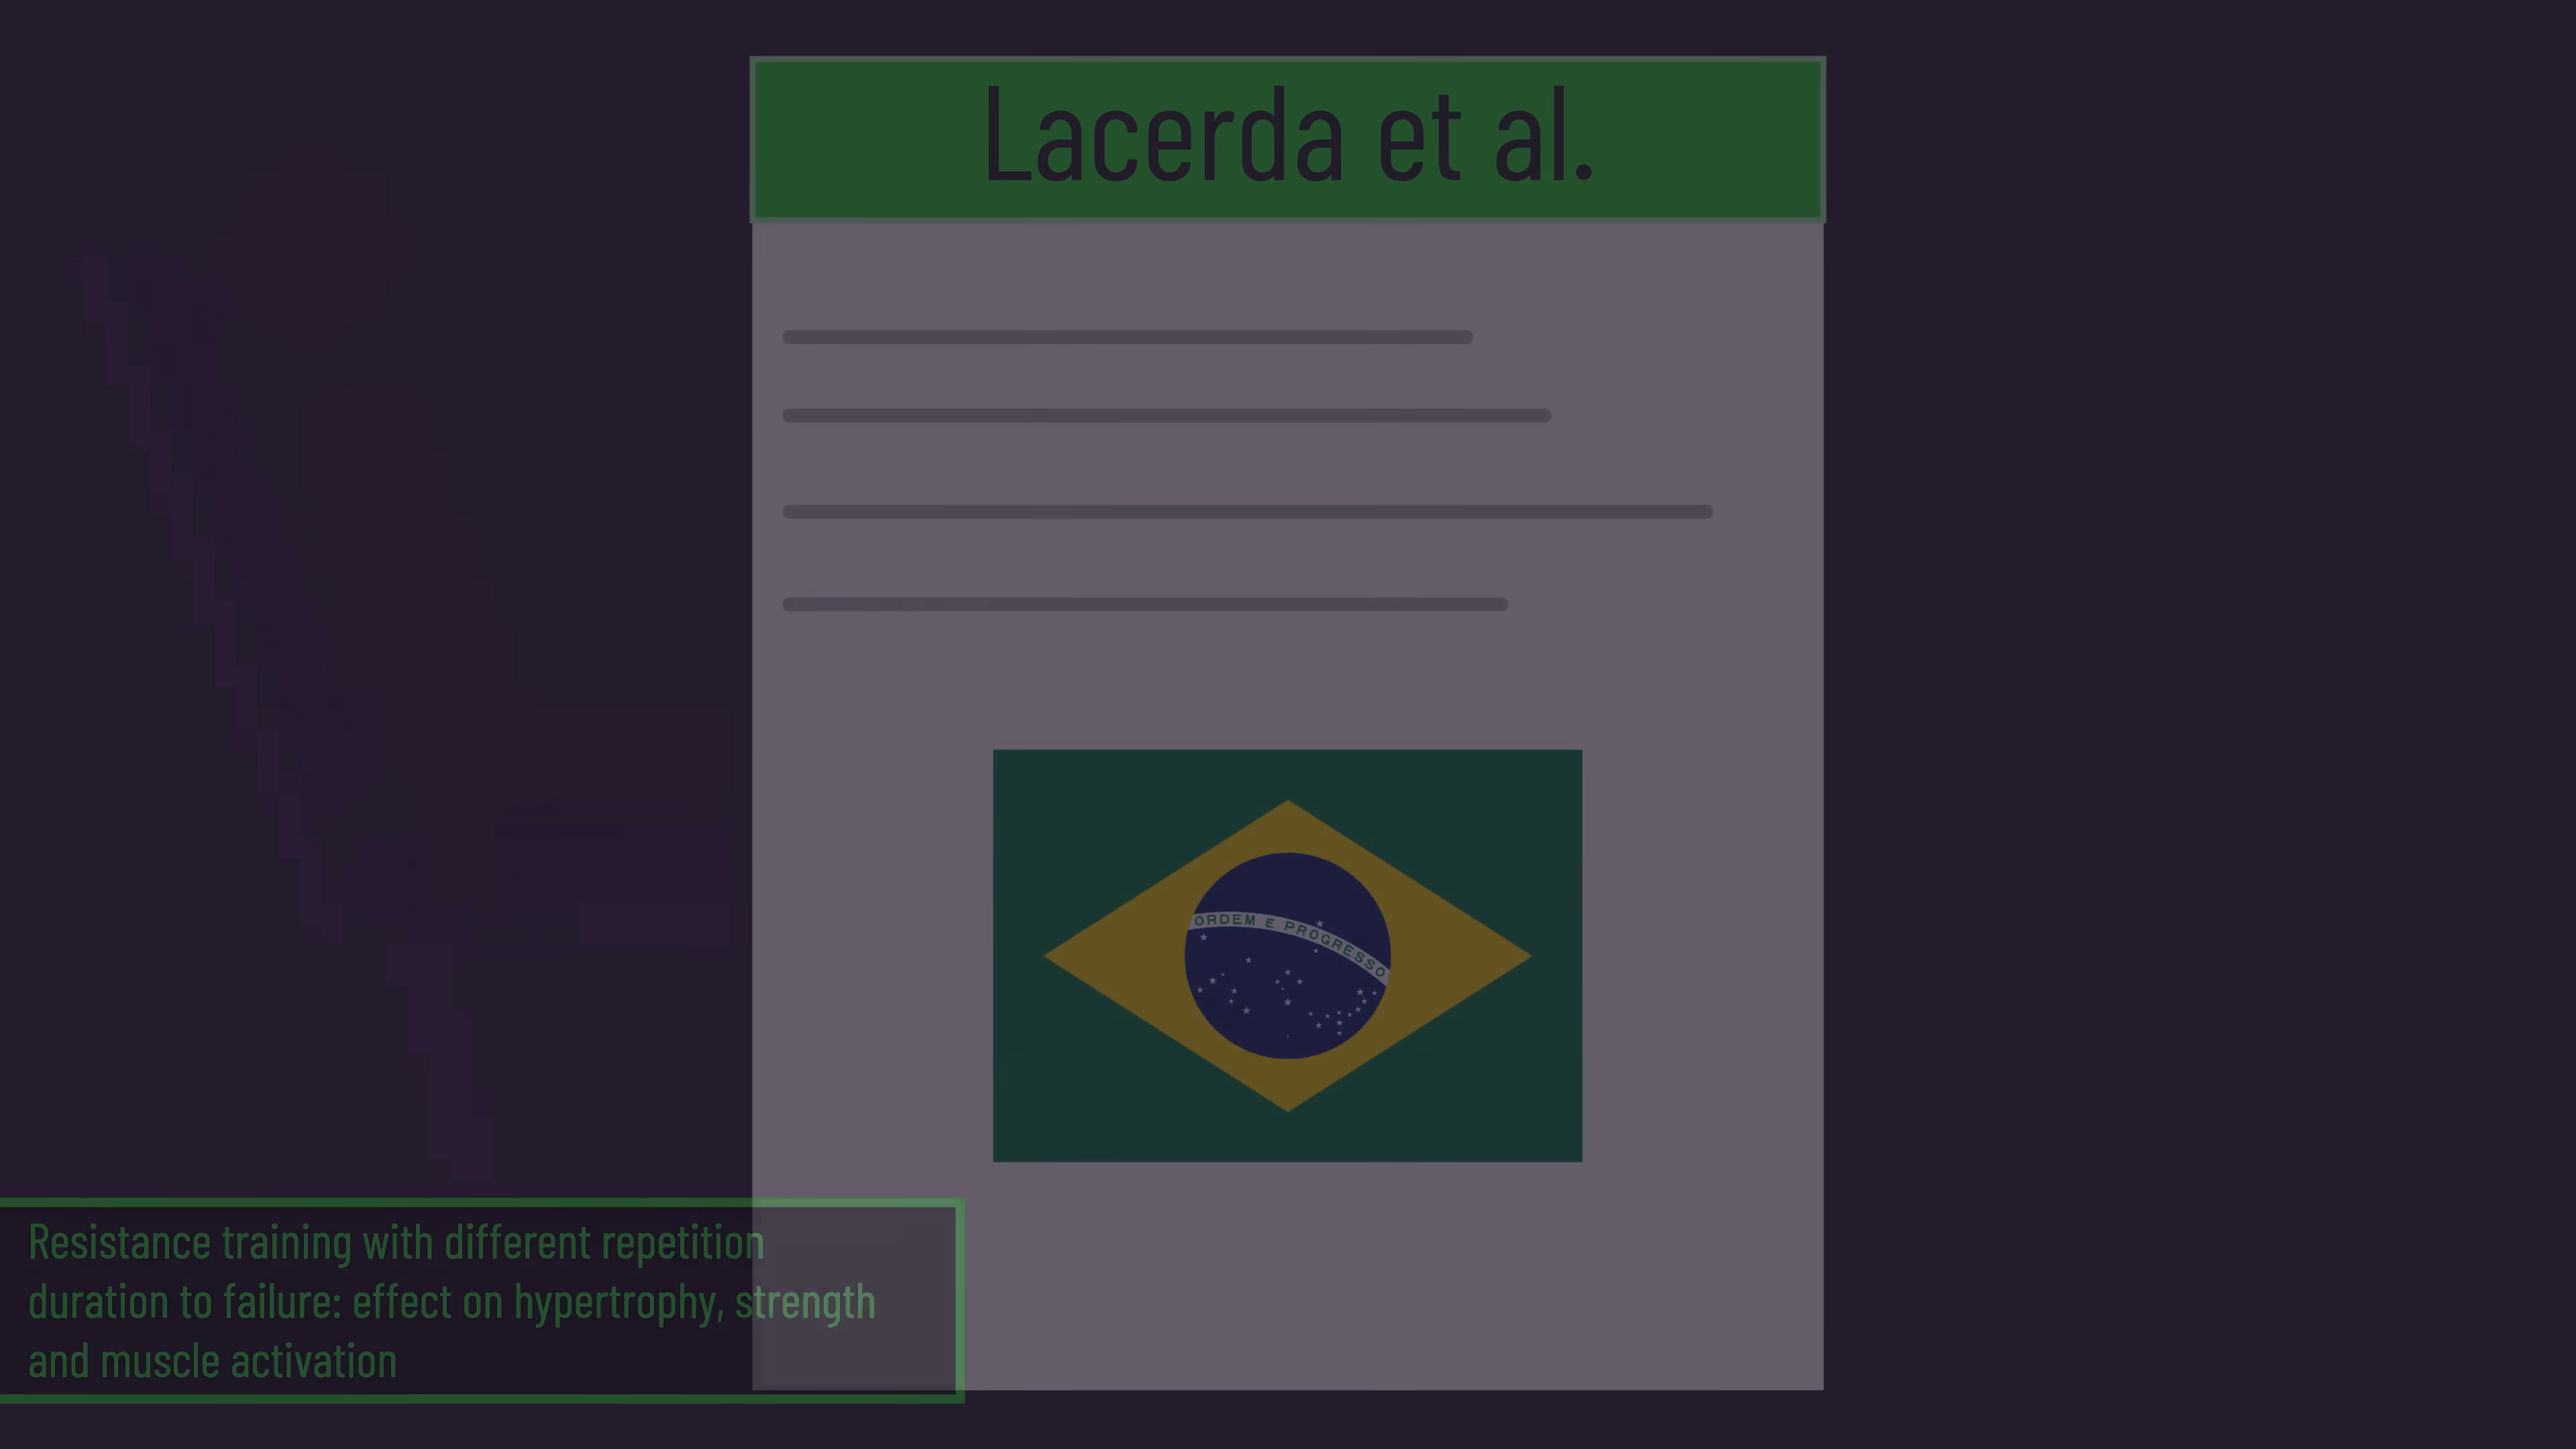 Lacerda et al.
ORDEM E PROGRESSO
Resistance training with different repetition
duration to failure: effect on hypertrophy, strength
and muscle activation